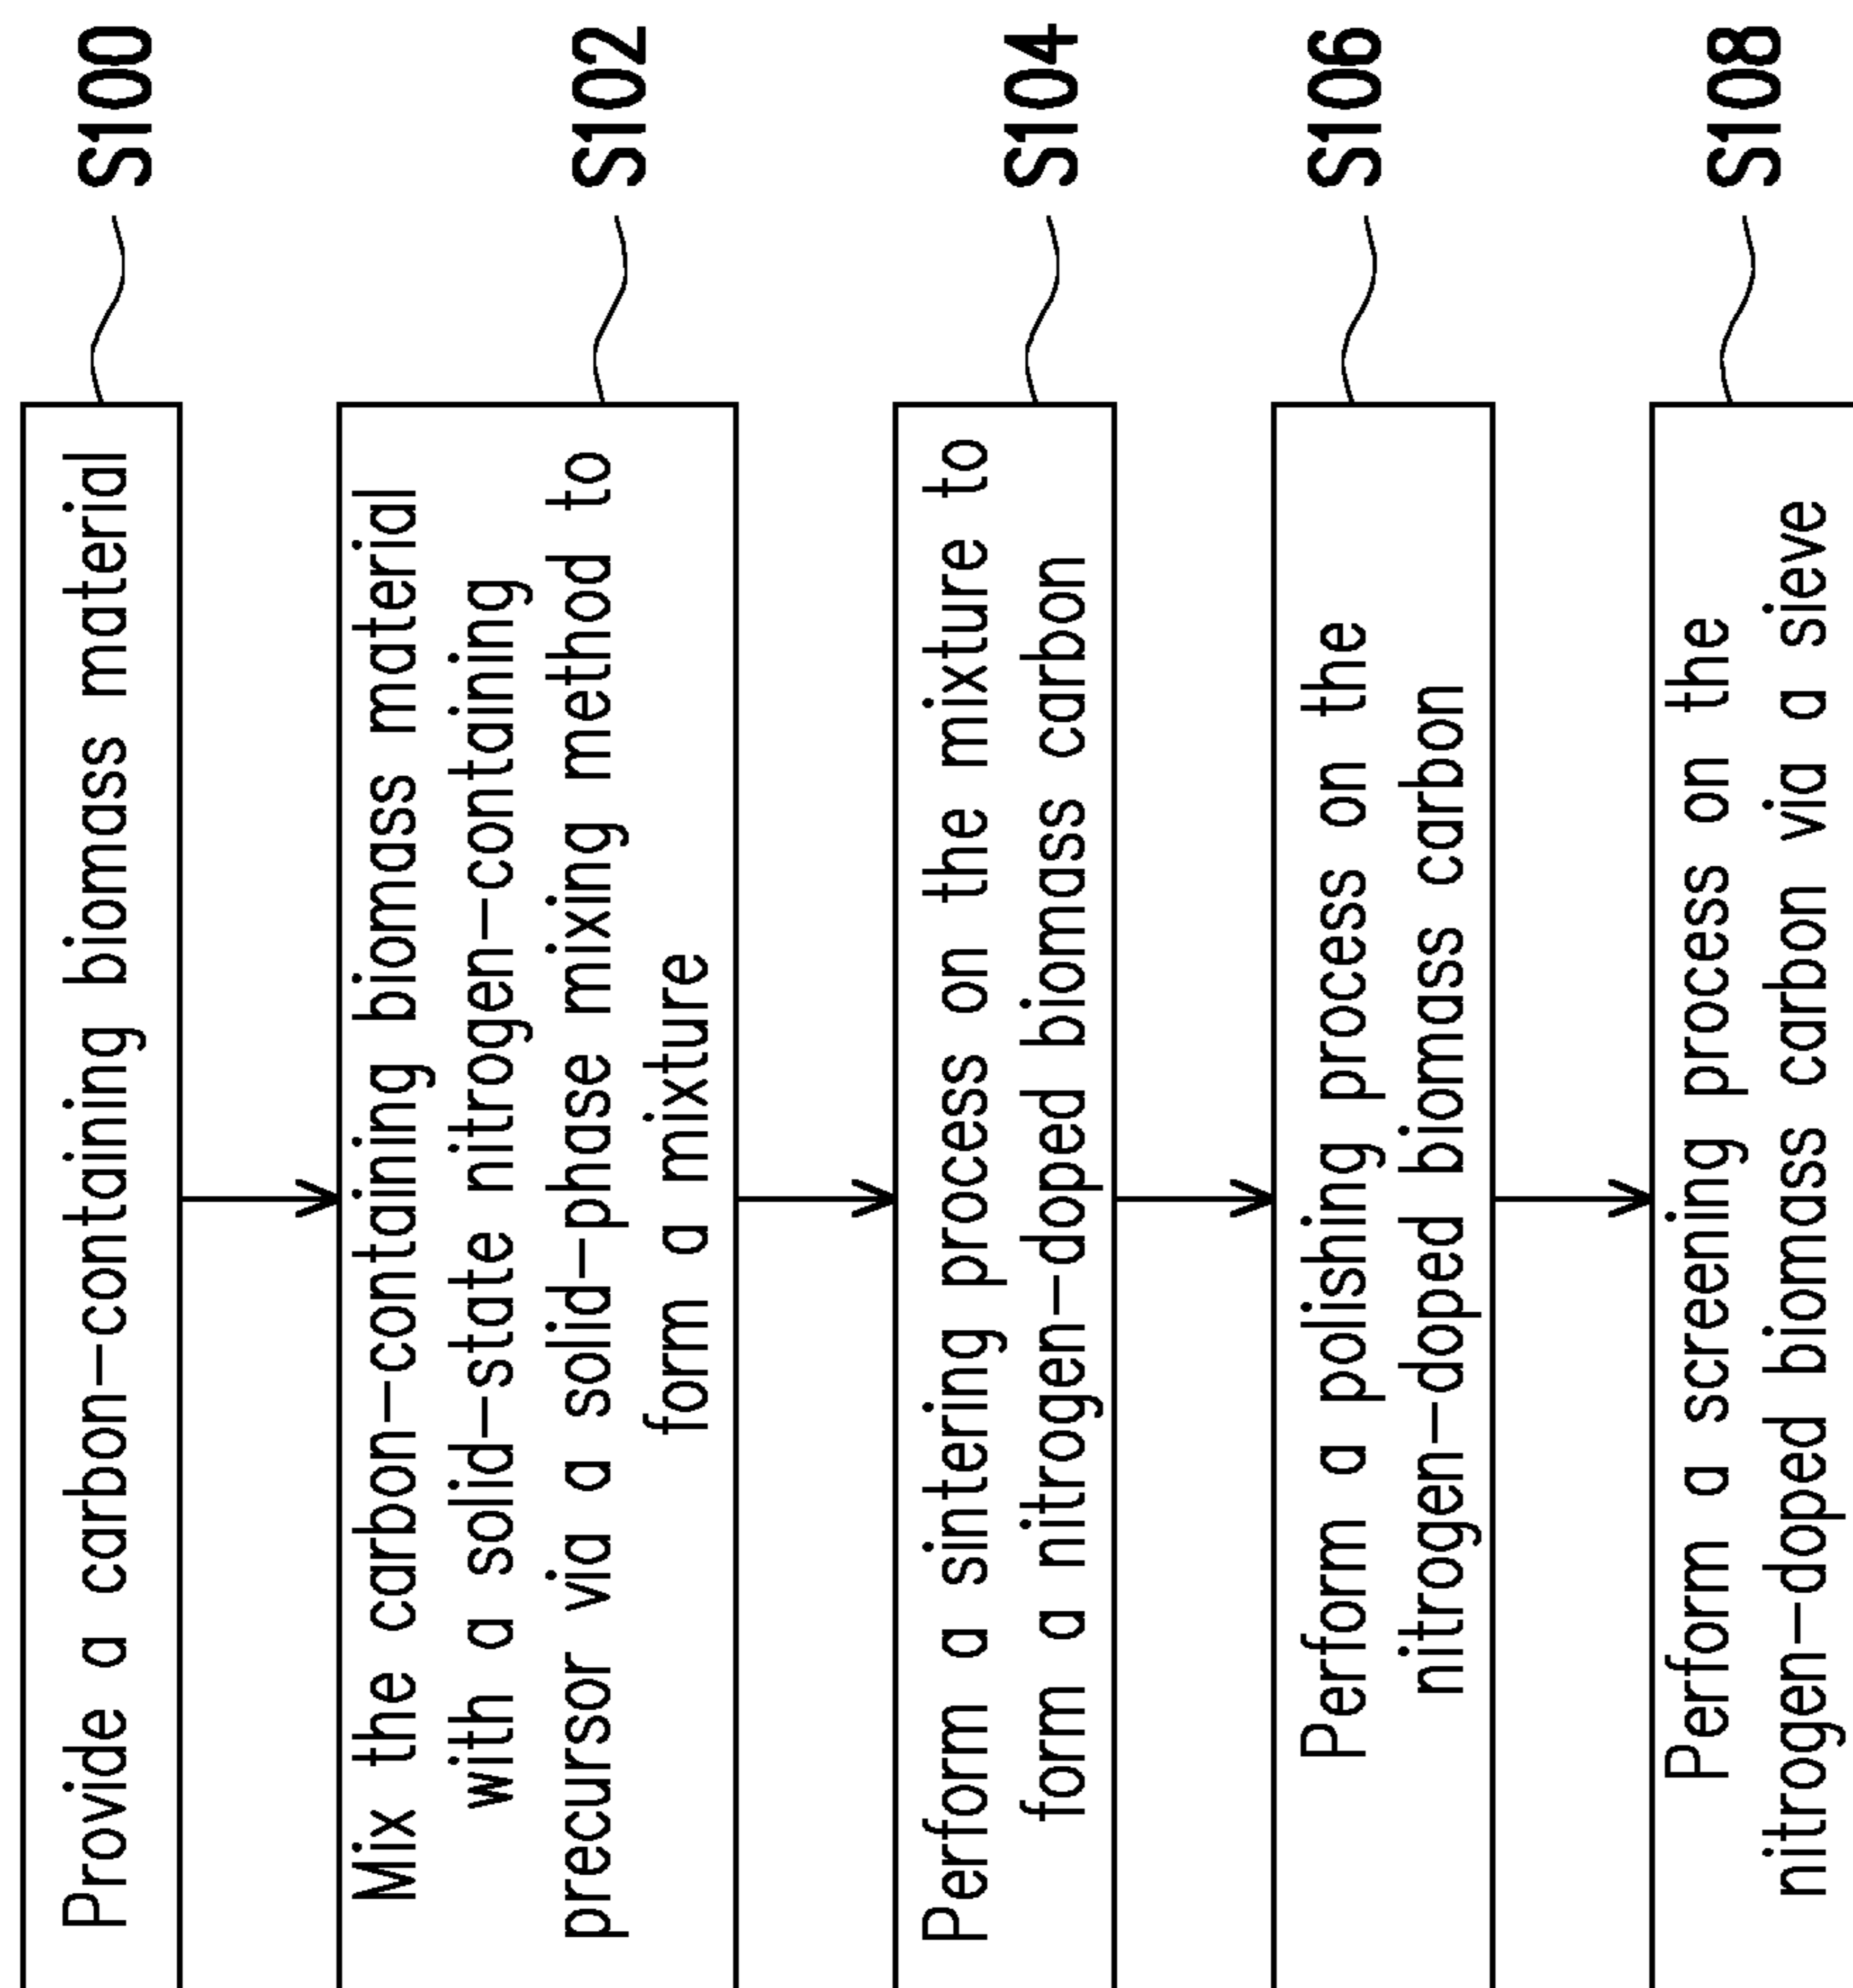 Provide a carbon-containing biomass material
S100
Mix the carbon-containing biomass material
with a solid-state nitrogen-containing
precursor via a solid-phase mixing method to
form a mixture
S102
Perform a sintering process on the mixture to
form a nitrogen-doped biomass carbon
S104
Perform a polishing process on the
nitrogen-doped biomass carbon
S106
Perform a screening process on the
nitrogen-doped biomass carbon via a sieve
S108